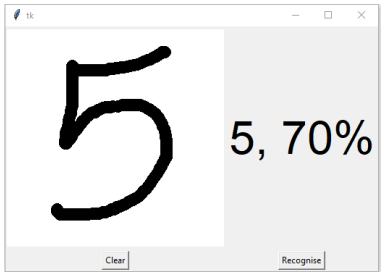 tk
5
5, 70%
Clear
Recognise